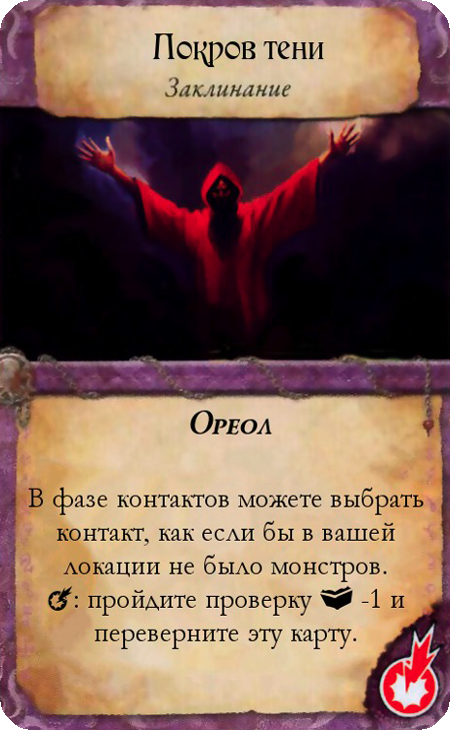 Покров тени
Заклинание
Ореол
В фазе контактов можете выбрать
контакт, как если бы в вашей
локации не было монстров.
: пройдите проверку -1 и
переверните эту карту.